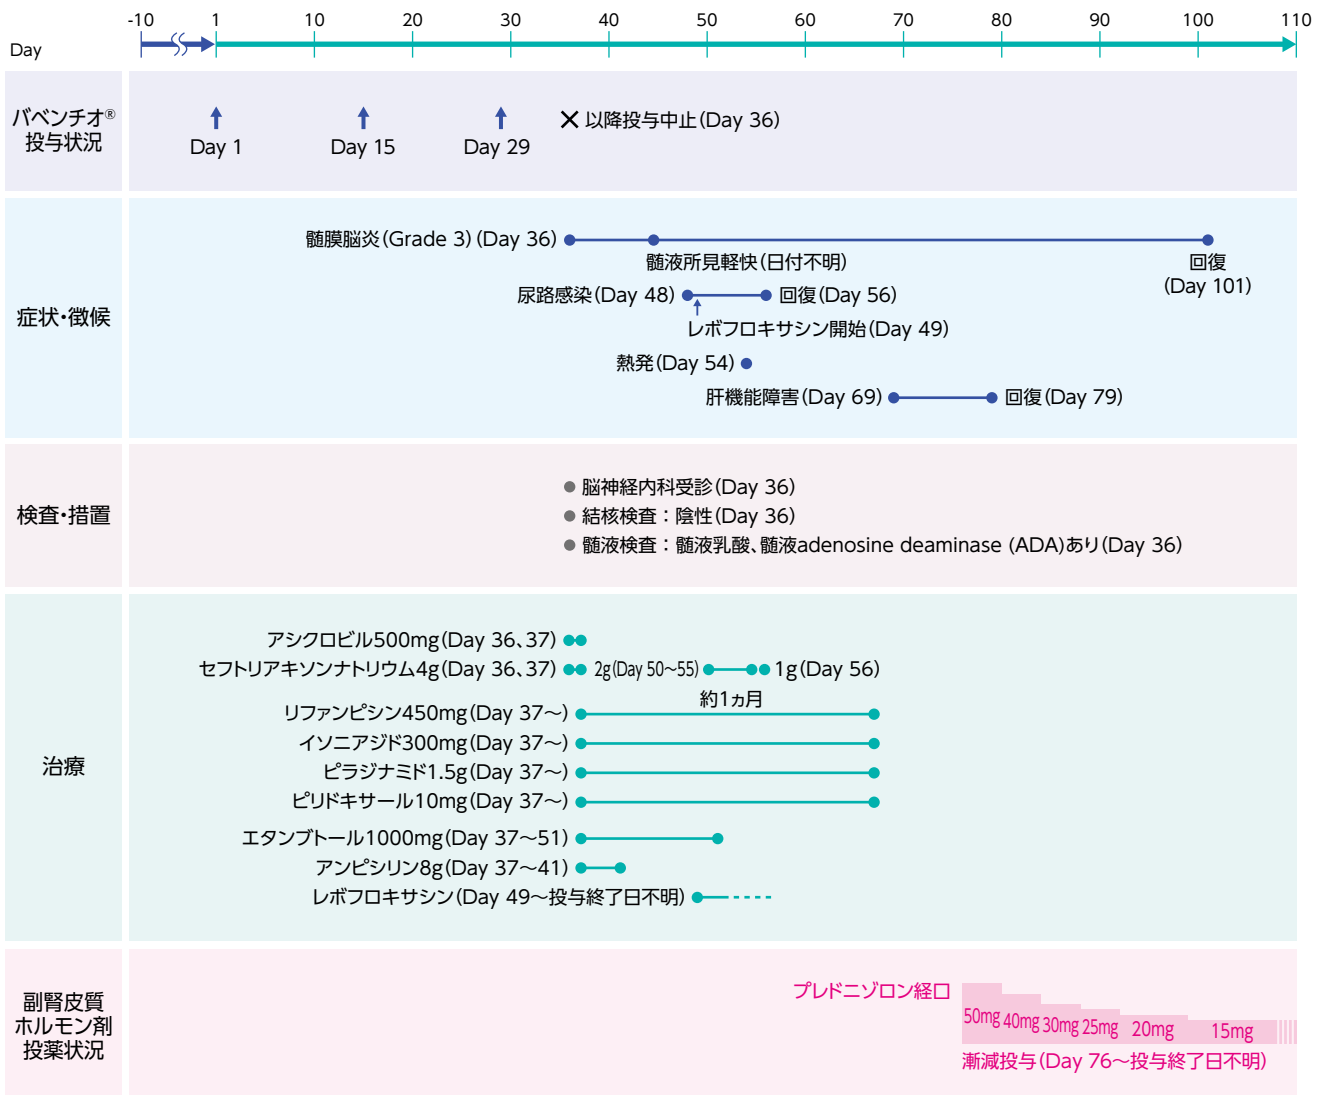 -10 1 10 20 30 40 50 60 70 80 90 100 110
Day
バベンチオ®
投与状況
Day 1
Day 15
Day 29
以降投与中止(Day 36)
症状・徴候
髄膜脳炎(Grade 3)(Day 36)
髄液所見軽快(日付不明)
回復
(Day 101)
尿路感染(Day 48)
回復(Day 56)
レボフロキサシン開始(Day 49)
熱発(Day 54)
肝機能障害(Day 69)
回復(Day 79)
検査・措置
脳神経内科受診(Day 36)
結核検査：陰性(Day 36)
髄液検査：髄液乳酸、髄液adenosine deaminase (ADA)あり(Day 36)
治療
アシクロビル500mg(Day 36、37)
セフトリアキソンナトリウム4g(Day 36、37)
2g(Day 50～55)
1g(Day 56)
約1ヵ月
リファンピシン450mg(Day 37～)
イソニアジド300mg(Day 37～)
ピラジナミド1.5g(Day 37～)
ピリドキサール10mg(Day 37～)
エタンブトール1000mg(Day 37～51)
アンピシリン8g(Day 37～41)
レボフロキサシン(Day 49～投与終了日不明)
副腎皮質
ホルモン剤
投薬状況
プレドニゾロン経口
50mg 40mg 30mg 25mg 20mg 15mg
漸減投与(Day 76～投与終了日不明)